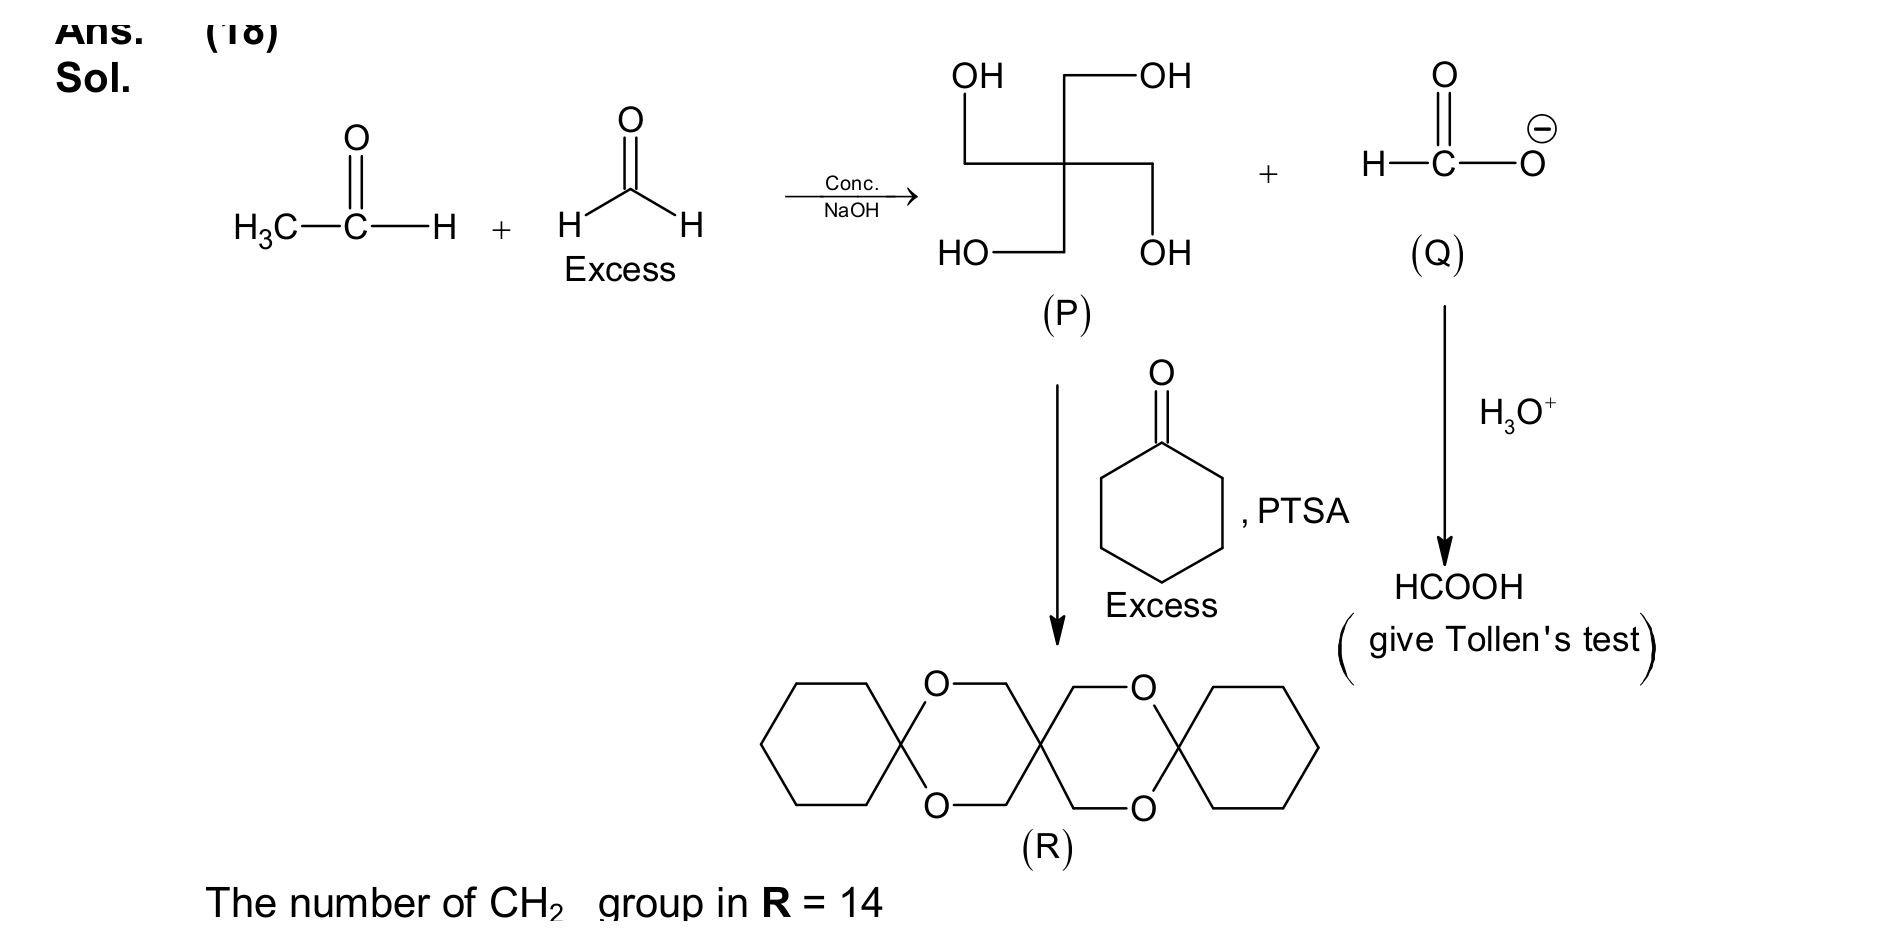 Ans. (18)
Sol.
OH OH O
O O ⊖
Conc.
H—C—O
+
H₃C—C—H + H H NaOH
HO OH (Q)
Excess
(P)
O
H₃O⁺
, PTSA
HCOOH
Excess
( give Tollen's test)
O O
O O
(R)
The number of CH₂ group in R = 14